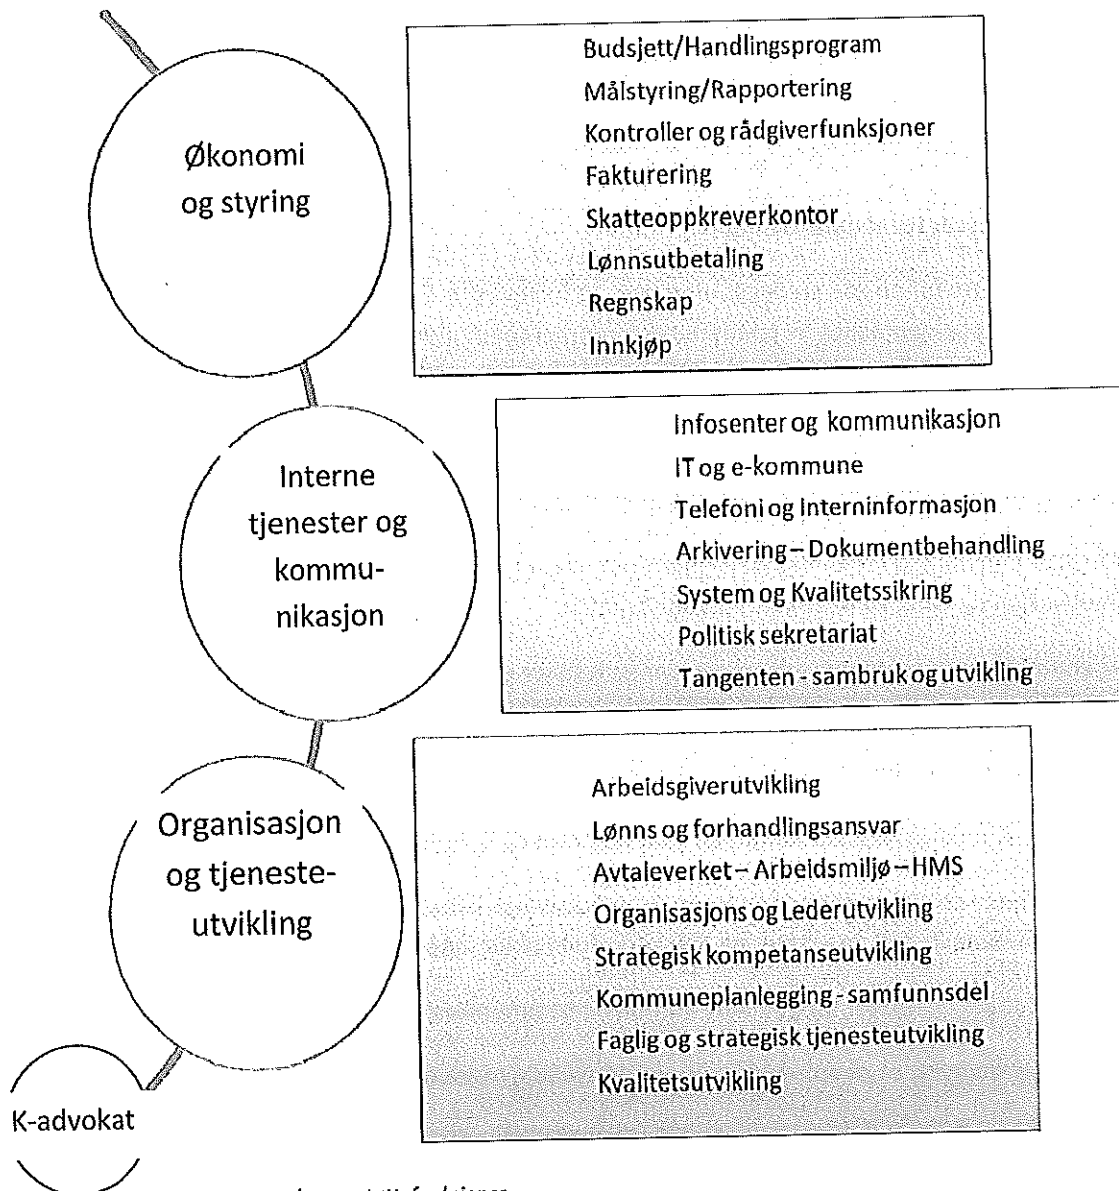 Økonomi
og styring
Budsjett/Handlingsprogram
Målstyring/Rapportering
Kontroller og rådgiverfunksjoner
Fakturering
Skatteoppkreverkontor
Lønnsutbetaling
Regnskap
Innkjøp
Interne
tjenester og
kommu-
nikasjon
Infosenter og kommunikasjon
IT og e-kommune
Telefoni og Interninformasjon
Arkivering – Dokumentbehandling
System og Kvalitetssikring
Politisk sekretariat
Tangenten - sambruk og utvikling
Organisasjon
og tjeneste-
utvikling
Arbeidsgiverutvikling
Lønns og forhandlingsansvar
Avtaleverket – Arbeidsmiljø – HMS
Organisasjons og Lederutvikling
Strategisk kompetanseutvikling
Kommuneplanlegging - samfunnsdel
Faglig og strategisk tjenesteutvikling
Kvalitetsutvikling
K-advokat